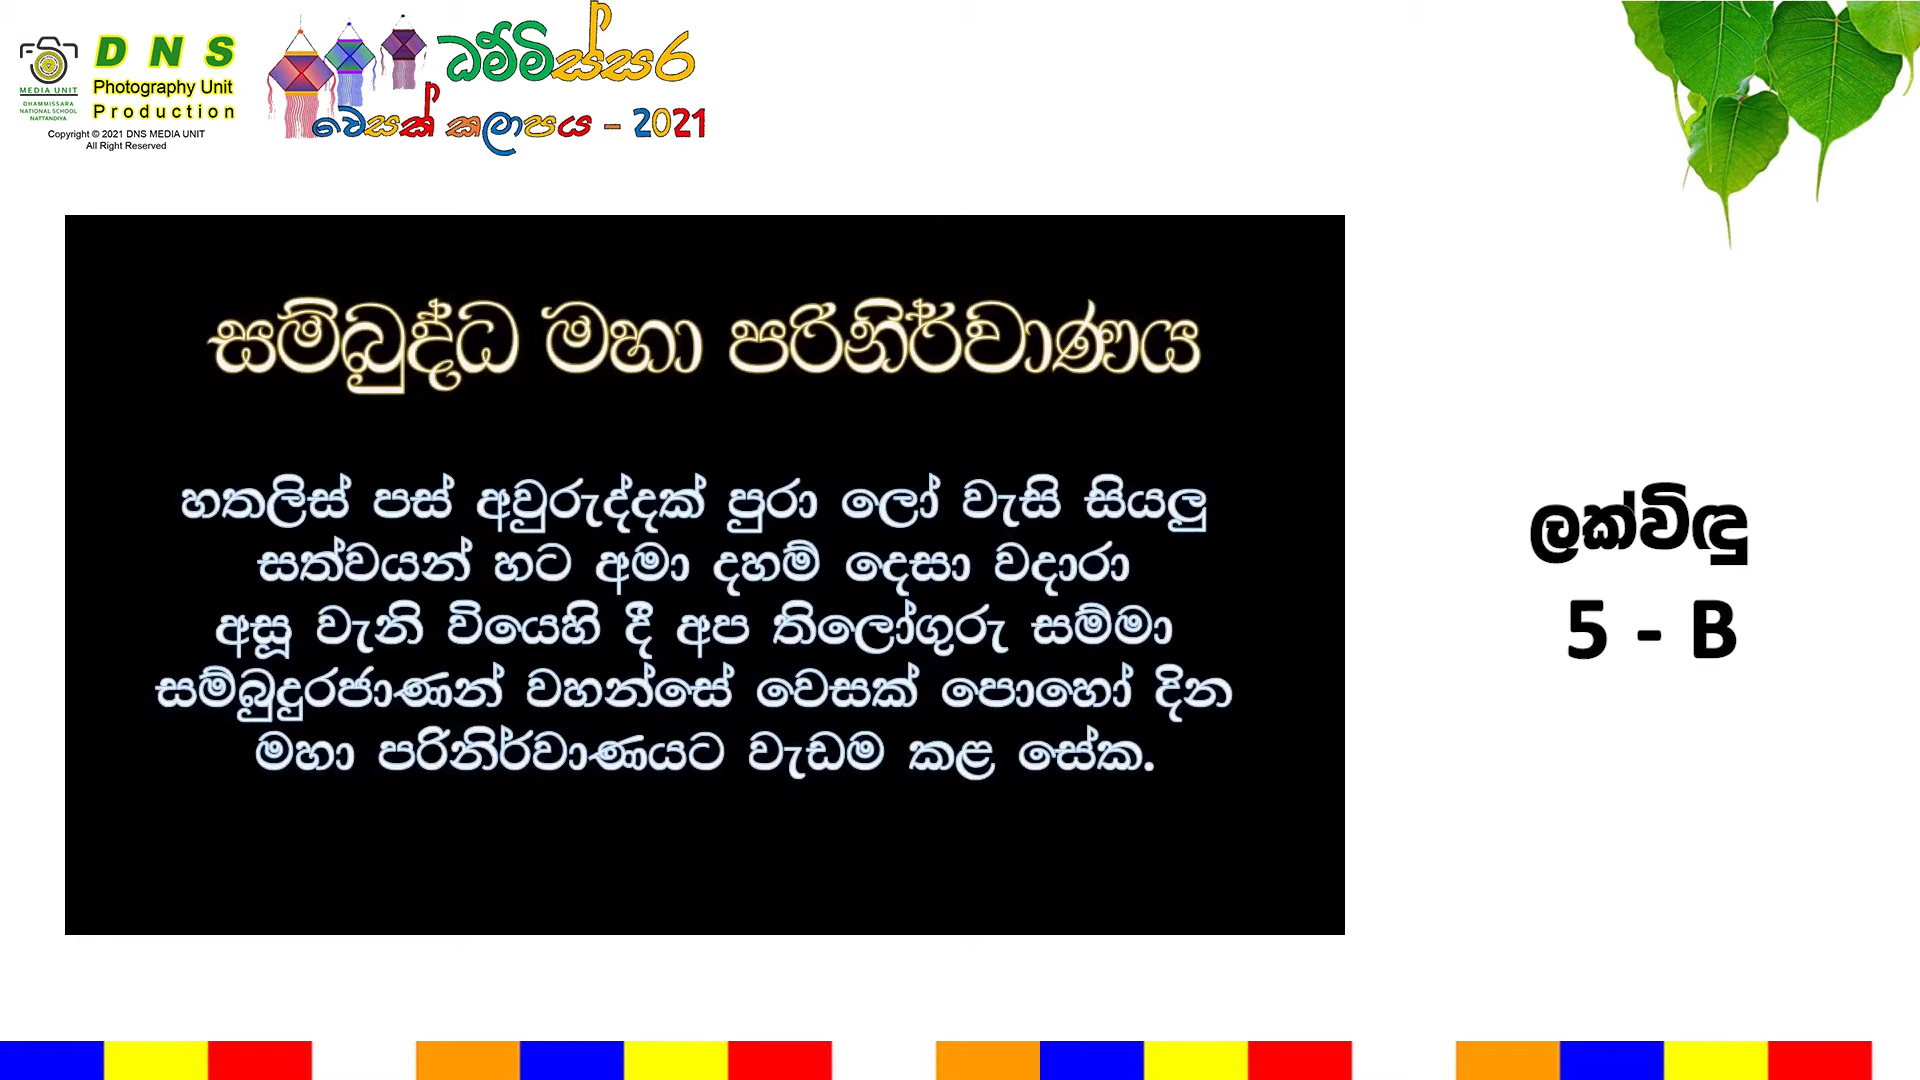 MEDIA UNIT
DHAMMISSARA
NATIONAL SCHOOL
NATTANDIYA
D N S
Photography Unit
Production
Copyright © 2021 DNS MEDIA UNIT
All Right Reserved
ධම්මිස්සර
වෙසක් කලාපය - 2021
සම්බුද්ධ මහා පරිනිර්වාණය
හතලිස් පස් අවුරුද්දක් පුරා ලෝ වැසි සියලු
සත්වයන් හට අමා දහම් දෙසා වදාරා
අසූ වැනි වියෙහි දී අප තිලෝගුරු සම්මා
සම්බුදුරජාණන් වහන්සේ වෙසක් පොහෝ දින
මහා පරිනිර්වාණයට වැඩම කළ සේක.
ලක්විඳු
5 - B